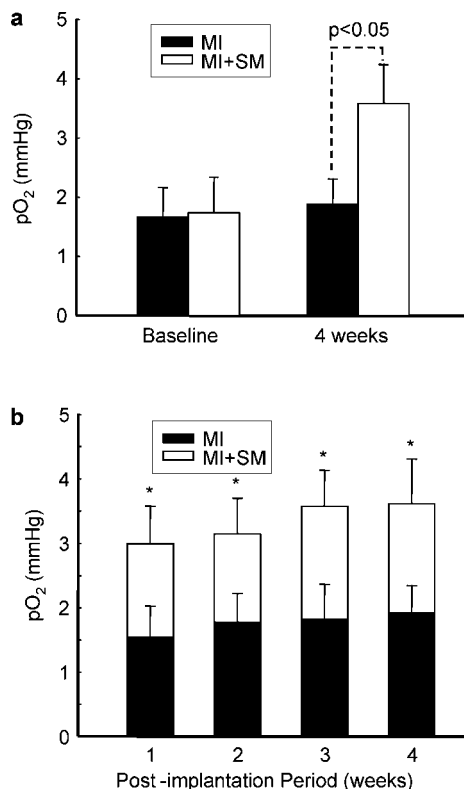 a
5
4
3
2
1
0
pO2 (mmHg)
MI
MI+SM
p<0.05
Baseline
4 weeks
b
5
4
3
2
1
0
pO2 (mmHg)
MI
MI+SM
* * * *
1 2 3 4
Post-implantation Period (weeks)